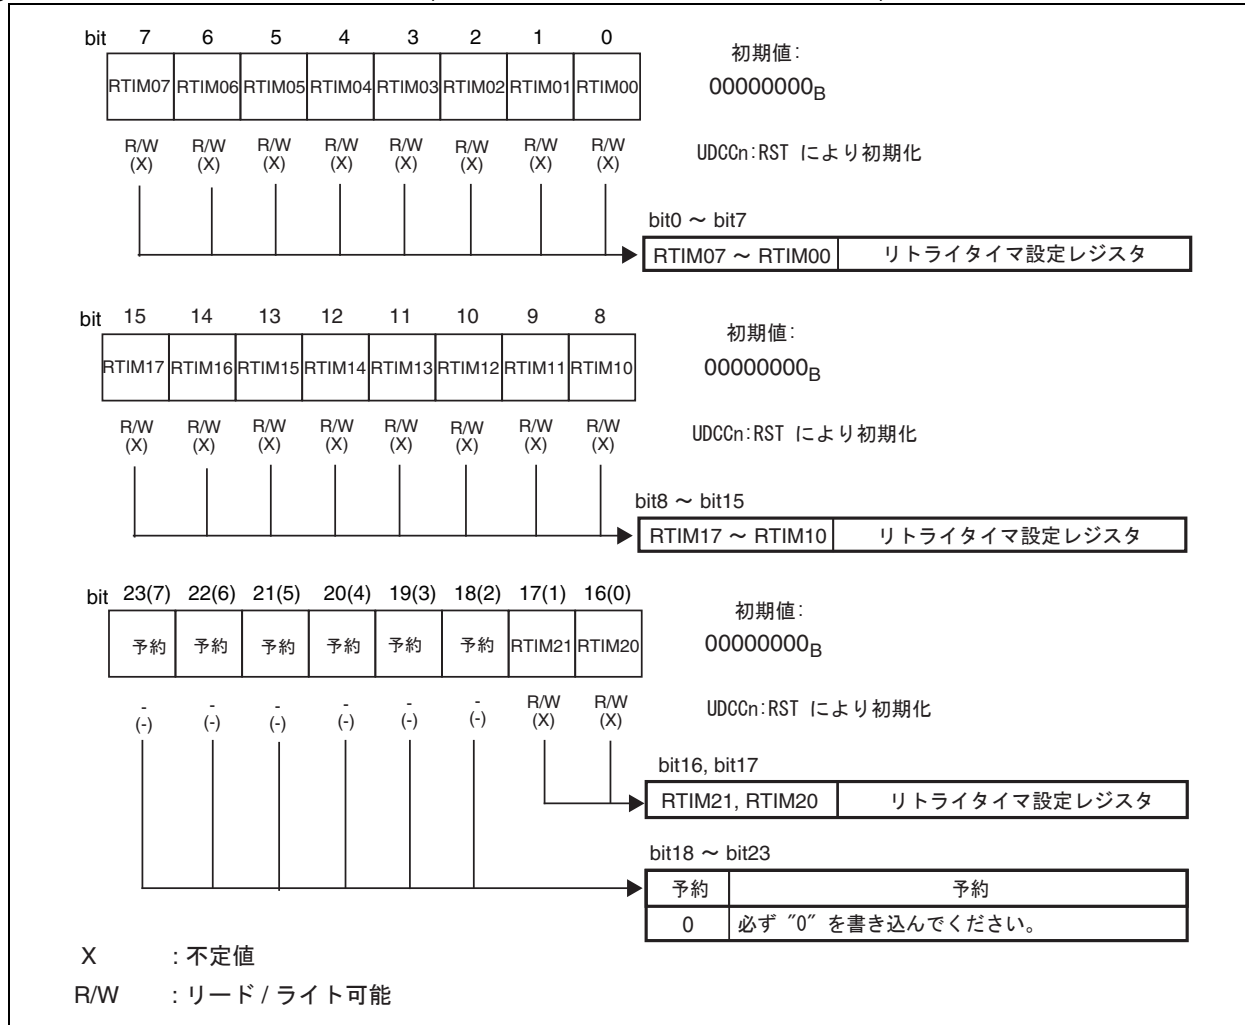 bit 7 6 5 4 3 2 1 0
初期値:
RTIM07 RTIM06 RTIM05 RTIM04 RTIM03 RTIM02 RTIM01 RTIM00
00000000B
R/W R/W R/W R/W R/W R/W R/W R/W
(X) (X) (X) (X) (X) (X) (X) (X)
UDCCn:RST により初期化
bit0 ～ bit7
RTIM07 ～ RTIM00 リトライタイマ設定レジスタ
bit 15 14 13 12 11 10 9 8
初期値:
RTIM17 RTIM16 RTIM15 RTIM14 RTIM13 RTIM12 RTIM11 RTIM10
00000000B
R/W R/W R/W R/W R/W R/W R/W R/W
(X) (X) (X) (X) (X) (X) (X) (X)
UDCCn:RST により初期化
bit8 ～ bit15
RTIM17 ～ RTIM10 リトライタイマ設定レジスタ
bit 23(7) 22(6) 21(5) 20(4) 19(3) 18(2) 17(1) 16(0)
初期値:
予約 予約 予約 予約 予約 予約 RTIM21 RTIM20
00000000B
- - - - - - R/W R/W
(-) (-) (-) (-) (-) (-) (X) (X)
UDCCn:RST により初期化
bit16, bit17
RTIM21, RTIM20 リトライタイマ設定レジスタ
bit18 ～ bit23
予約 予約
0 必ず "0" を書き込んでください。
X : 不定値
R/W : リード / ライト可能